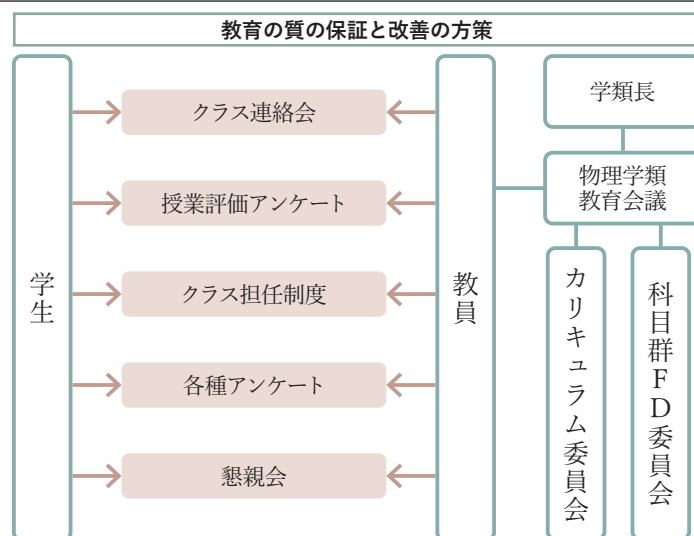 教育の質の保証と改善の方策
学生
クラス連絡会
授業評価アンケート
クラス担任制度
各種アンケート
懇親会
教員
学類長
物理学類
教育会議
カリキュラム委員会
科目群FD委員会